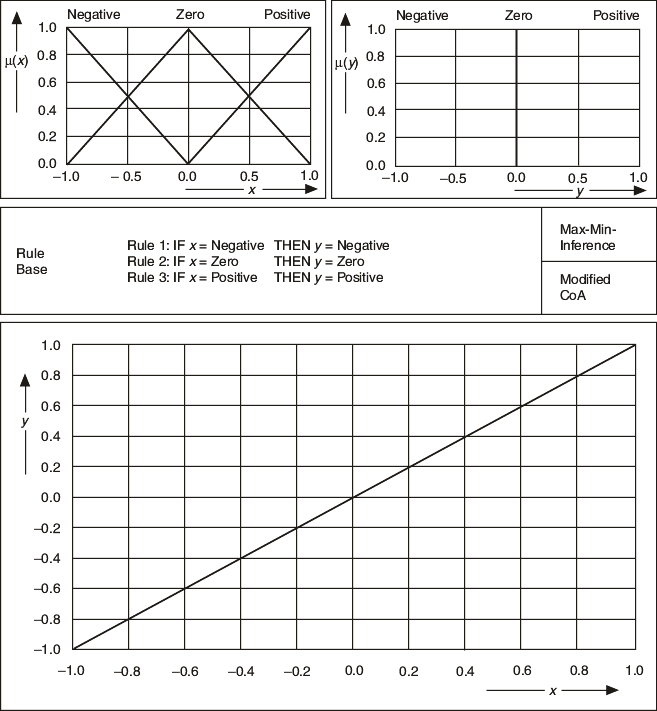 Negative Zero Positive
μ(x)
1.0
0.8
0.6
0.4
0.2
0.0
−1.0 − 0.5 0.0 0.5 1.0
x
Negative Zero Positive
μ(y)
1.0
0.8
0.6
0.4
0.2
0.0
−1.0 −0.5 0.0 0.5 1.0
y
Rule
Base
Rule 1: IF x = Negative THEN y = Negative
Rule 2: IF x = Zero THEN y = Zero
Rule 3: IF x = Positive THEN y = Positive
Max-Min-
Inference
Modified
CoA
1.0
0.8
0.6
y
0.4
0.2
0.0
−0.2
−0.4
−0.6
−0.8
−1.0
−1.0 −0.8 −0.6 −0.4 −0.2 0.0 0.2 0.4 0.6 0.8 1.0
x